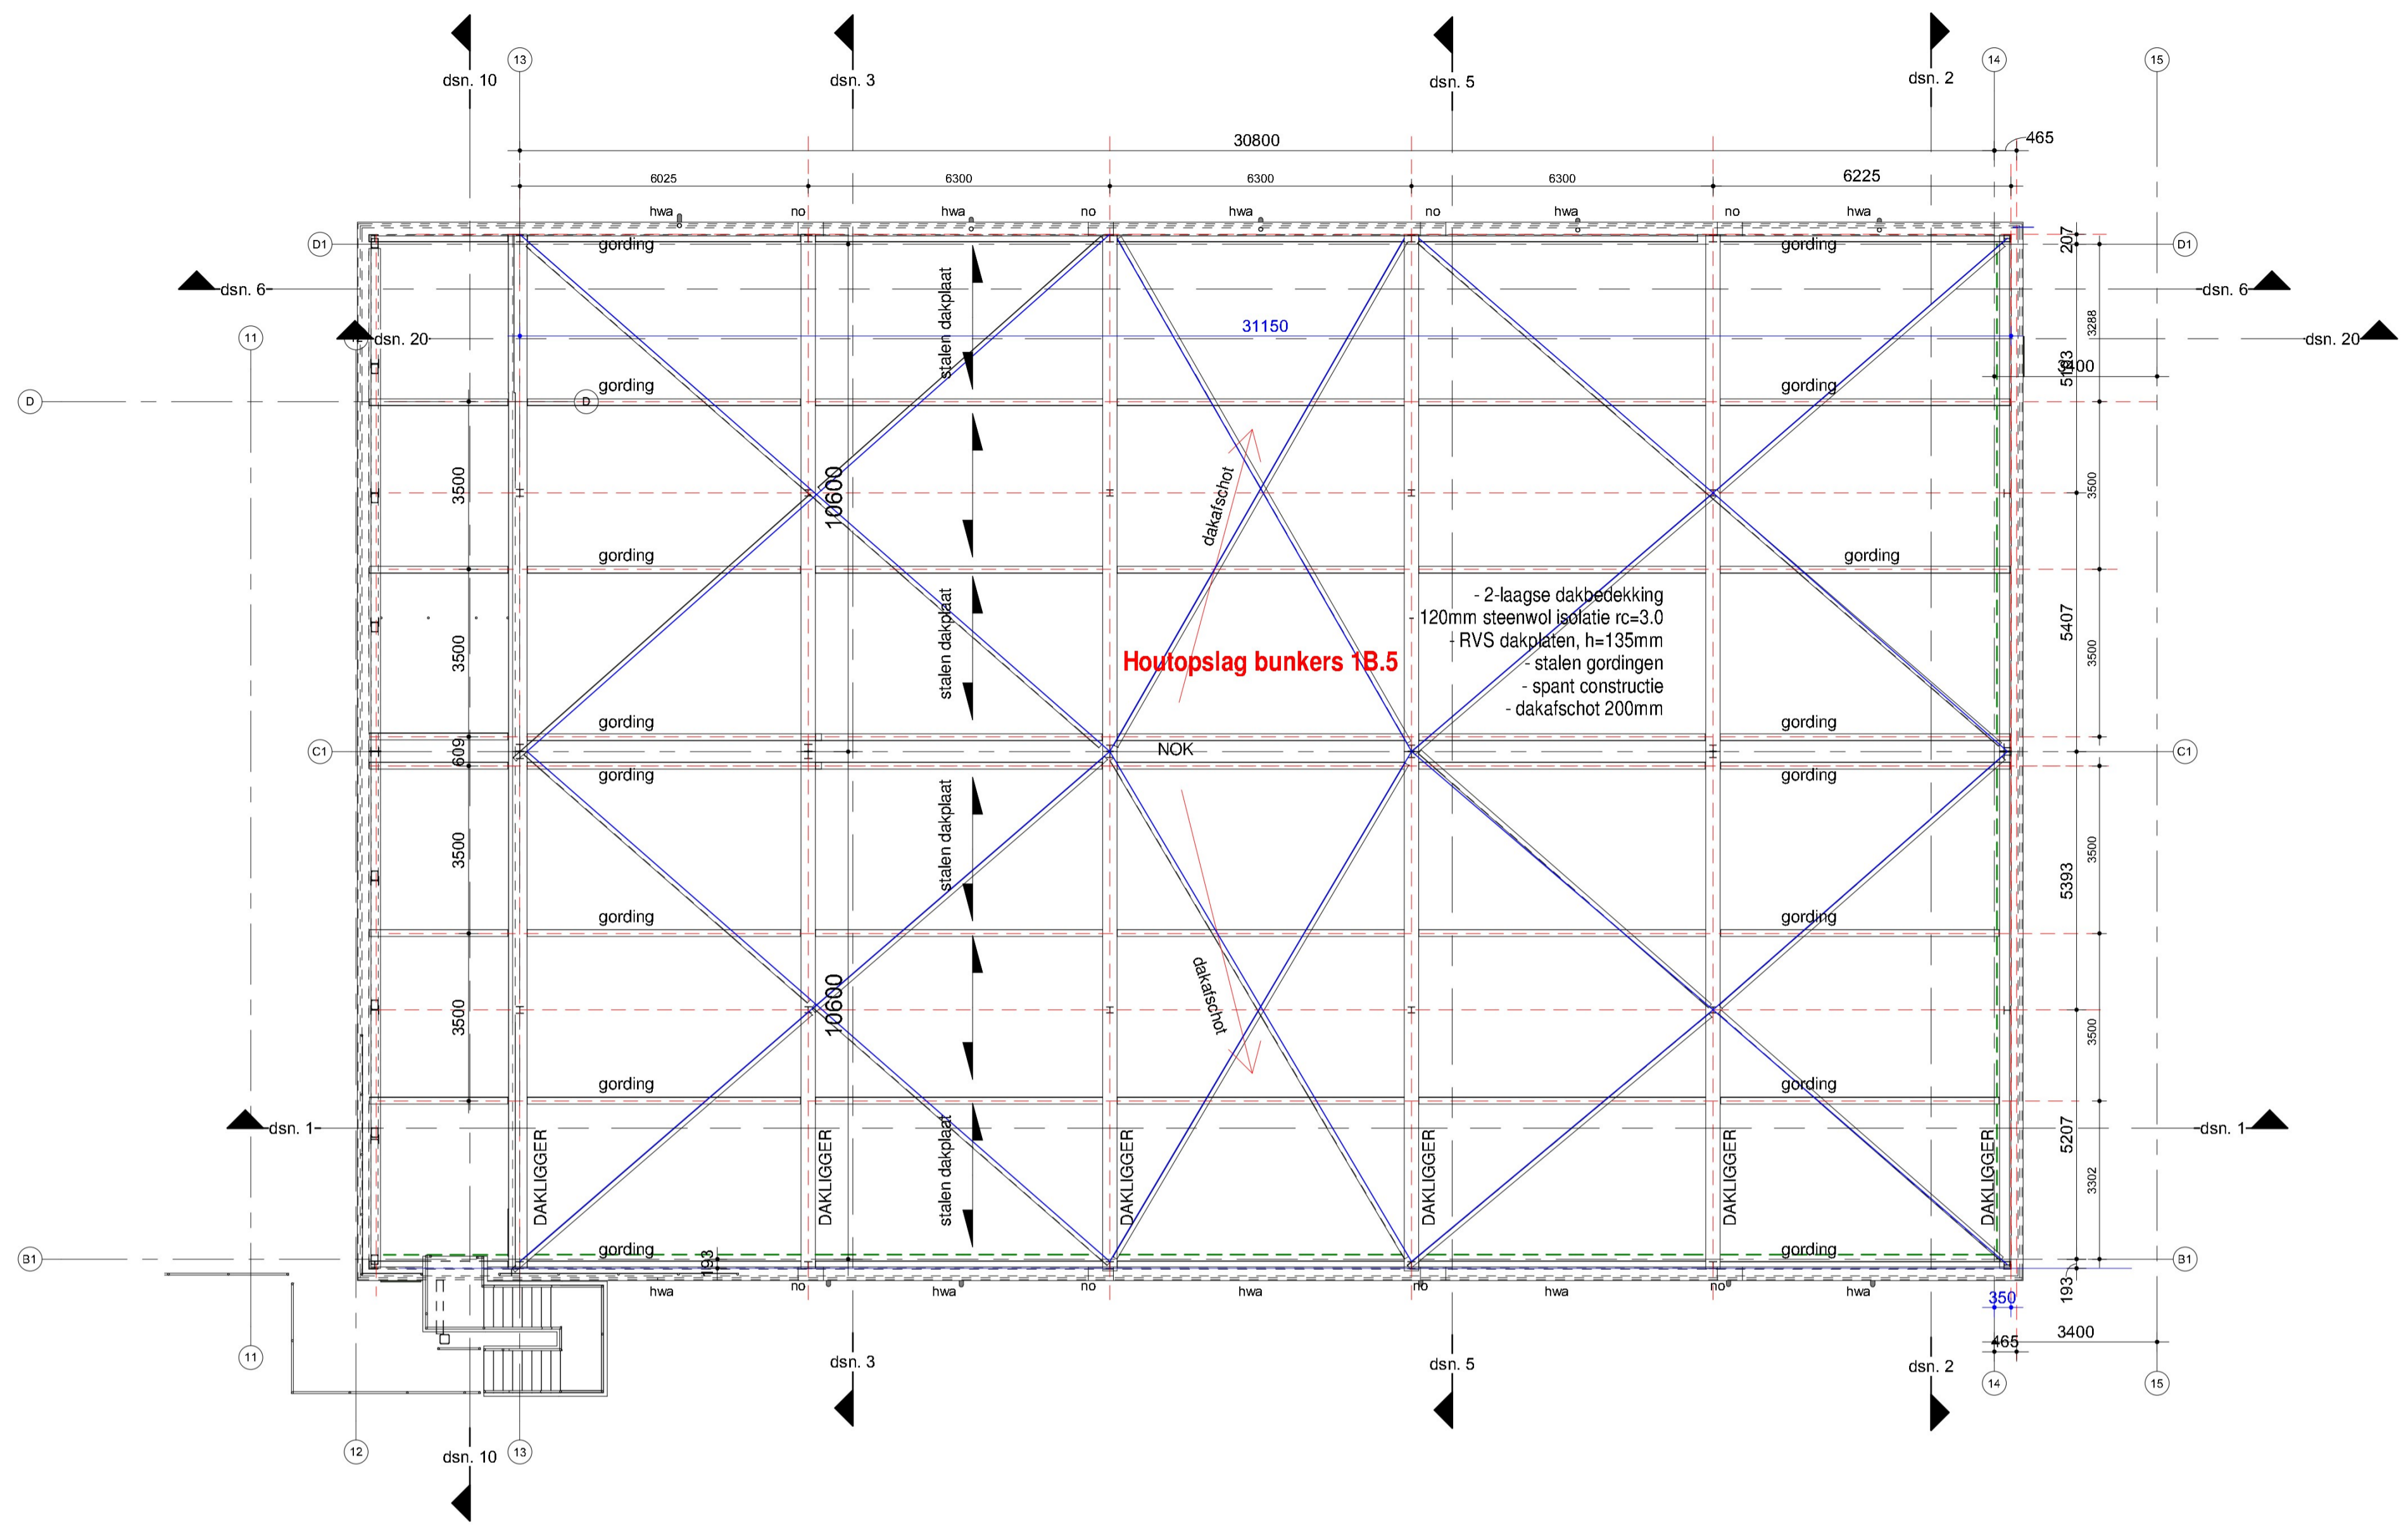 dsn. 10
13
dsn. 3
dsn. 5
dsn. 2
14
15
30800
465
6025
6300
6300
6300
6225
hwa
no
hwa
no
hwa
no
hwa
no
hwa
D1
gording
gording
207
D1
dsn. 6
dsn. 6
stalen dakplaat
3288
11
dsn. 20
31150
dsn. 20
3400
gording
gording
D
D
3500
10600
dakafschot
3500
gording
gording
- 2-laagse dakbedekking
- 120mm steenwol isolatie rc=3.0
- RVS dakplaten, h=135mm
- stalen gordingen
- spant constructie
- dakafschot 200mm
Houtopslag bunkers 1B.5
3500
stalen dakplaat
5407
3500
gording
gording
C1
609
NOK
C1
gording
gording
3500
stalen dakplaat
5393
3500
gording
gording
3500
10600
dakafschot
3500
gording
gording
dsn. 1
dsn. 1
5207
DAKLIGGER
DAKLIGGER
stalen dakplaat
DAKLIGGER
DAKLIGGER
DAKLIGGER
DAKLIGGER
3302
B1
gording
193
gording
B1
hwa
no
hwa
no
hwa
no
hwa
no
hwa
350
193
465
3400
11
dsn. 3
dsn. 5
dsn. 2
14
15
12
dsn. 10
13